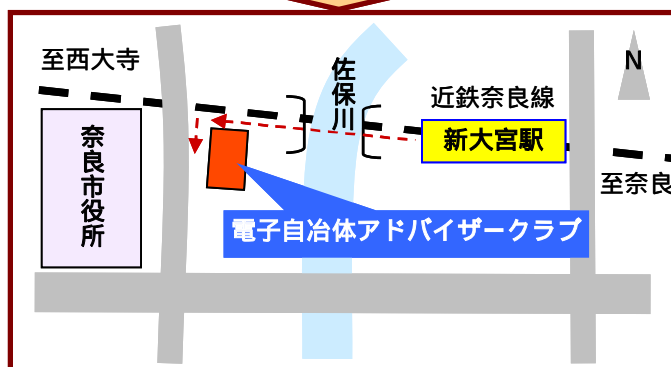 至西大寺
佐保川
近鉄奈良線
N
新大宮駅
奈良市役所
至奈良
電子自治体アドバイザークラブ